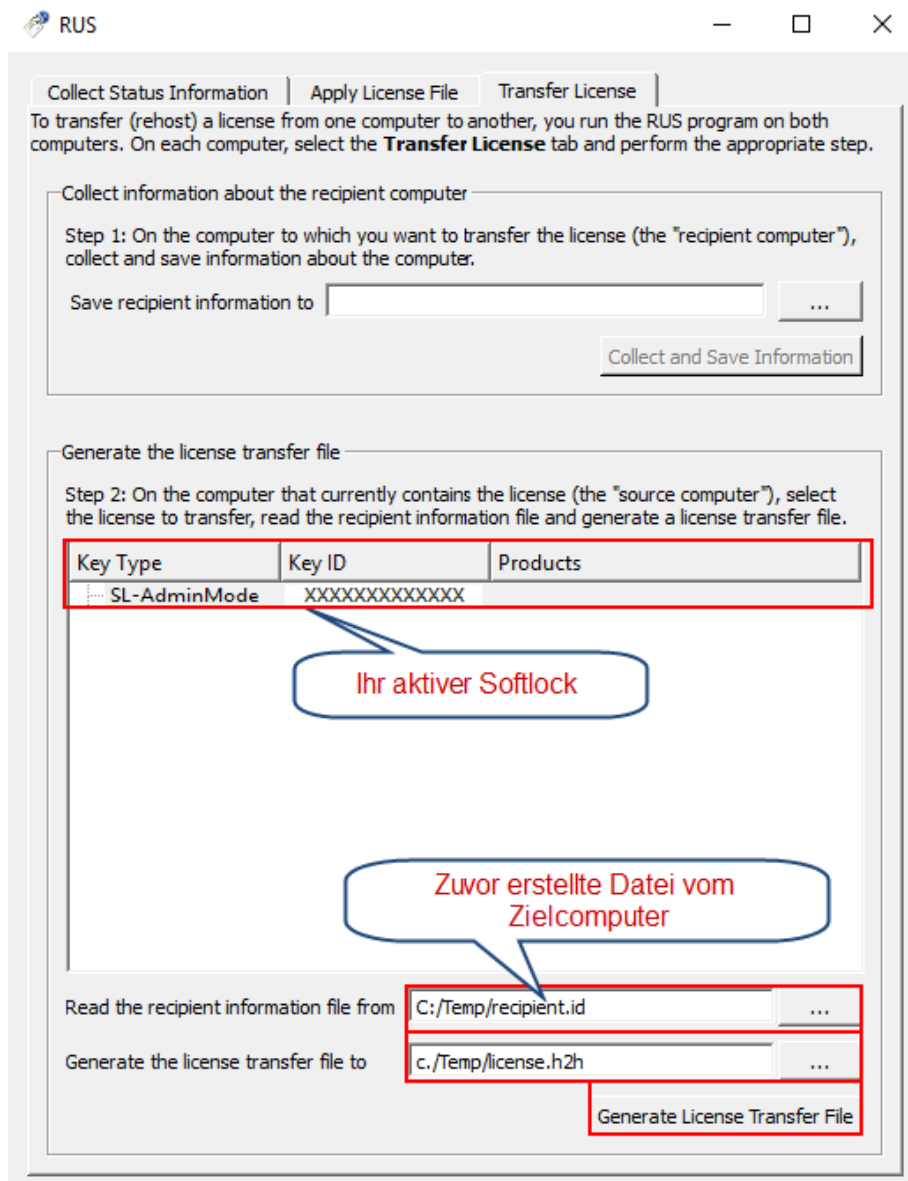 RUS
Collect Status Information
Apply License File
Transfer License
To transfer (rehost) a license from one computer to another, you run the RUS program on both
computers. On each computer, select the Transfer License tab and perform the appropriate step.
Collect information about the recipient computer
Step 1: On the computer to which you want to transfer the license (the "recipient computer"),
collect and save information about the computer.
Save recipient information to
...
Collect and Save Information
Generate the license transfer file
Step 2: On the computer that currently contains the license (the "source computer"), select
the license to transfer, read the recipient information file and generate a license transfer file.
Key Type Key ID Products
SL-AdminMode XXXXXXXXXXXXX
Ihr aktiver Softlock
Zuvor erstellte Datei vom
Zielcomputer
Read the recipient information file from C:/Temp/recipient.id ...
Generate the license transfer file to c./Temp/license.h2h ...
Generate License Transfer File